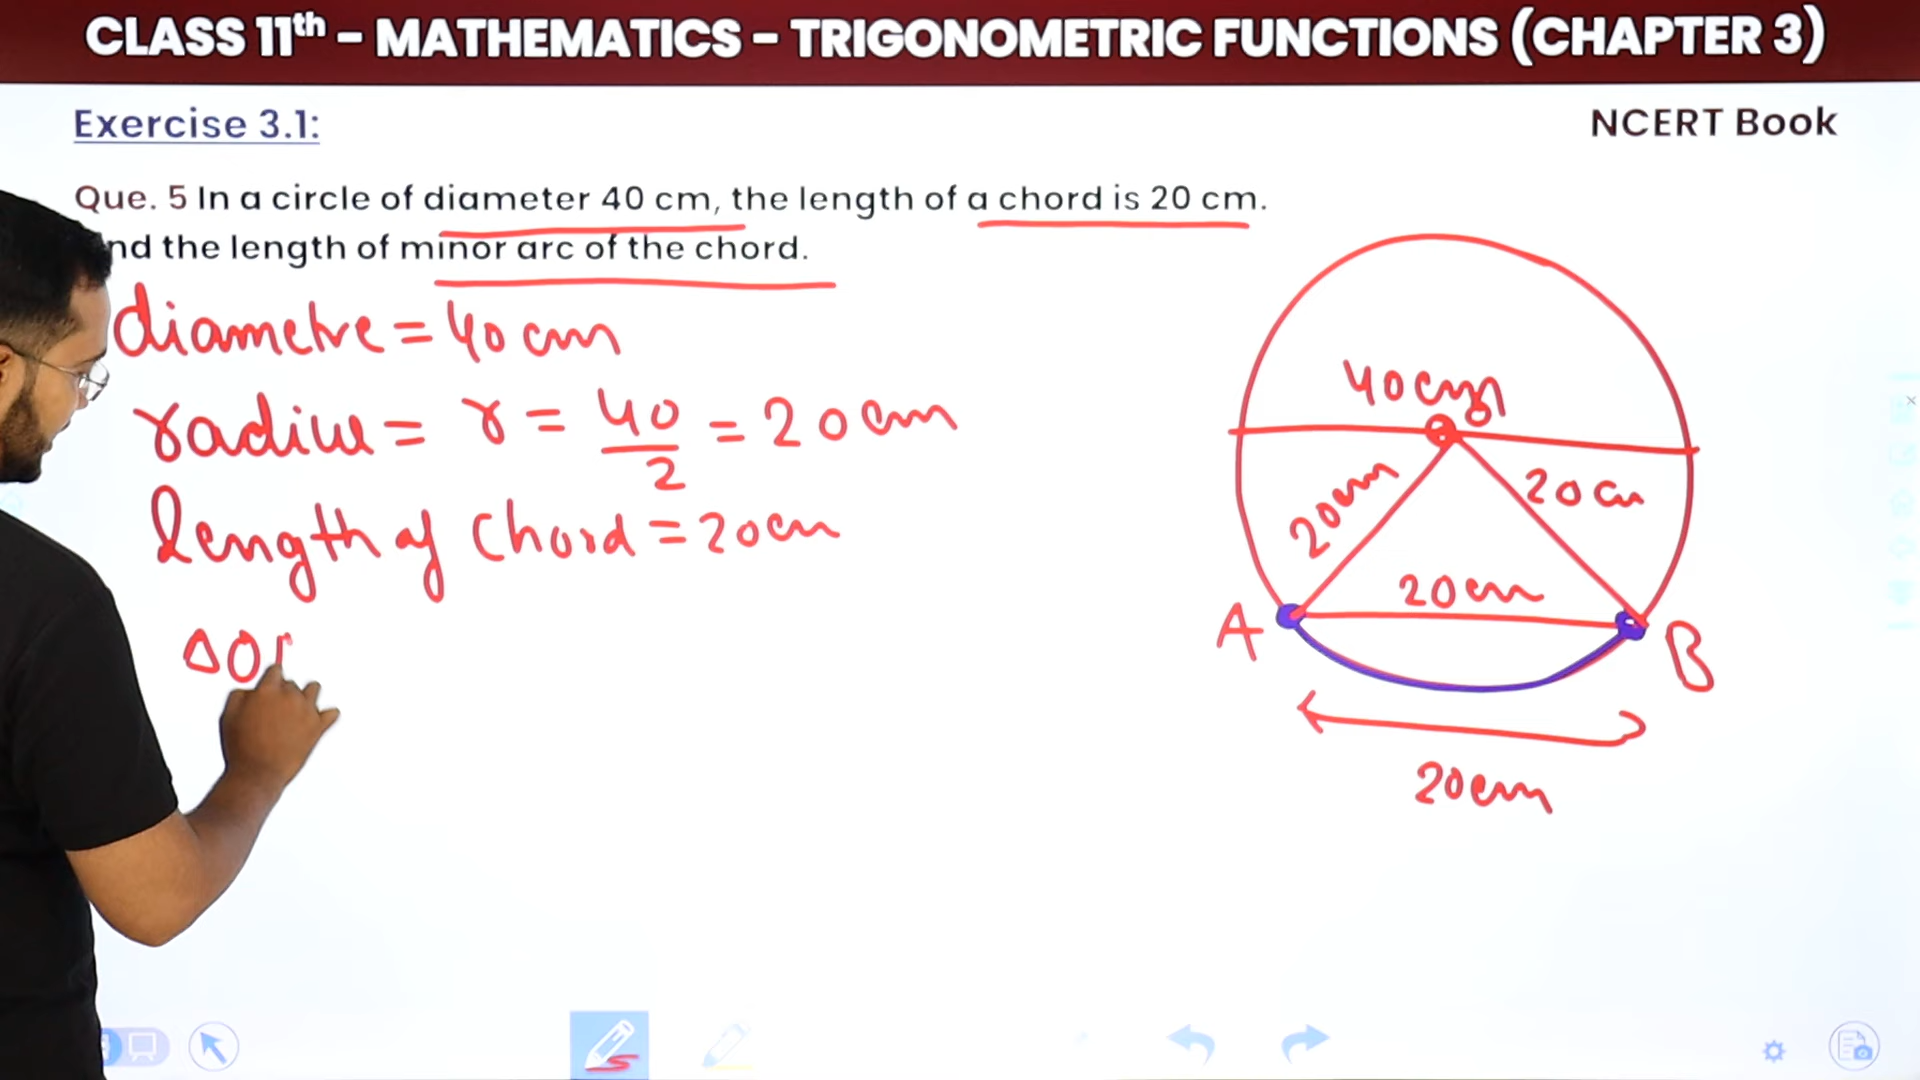 CLASS 11th - MATHEMATICS - TRIGONOMETRIC FUNCTIONS (CHAPTER 3)
Exercise 3.1:
NCERT Book
Que. 5 In a circle of diameter 40 cm, the length of a chord is 20 cm.
nd the length of minor arc of the chord.
diametre = 40 cm
radius = r = 40/2 = 20 cm
length of chord = 20 cm
△O
40 cm
20 cm
20 cm
20 cm
A
B
20 cm